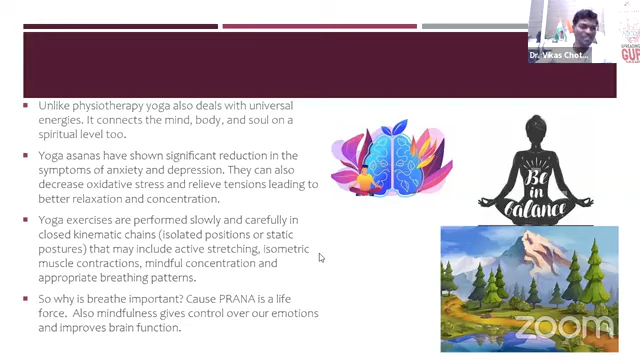 Dr. Vikas Chot...
Unlike physiotherapy yoga also deals with universal
energies. It connects the mind, body, and soul on a
spiritual level too.
Yoga asanas have shown significant reduction in the
symptoms of anxiety and depression. They can also
decrease oxidative stress and relieve tensions leading to
better relaxation and concentration.
Yoga exercises are performed slowly and carefully in
closed kinematic chains (isolated positions or static
postures) that may include active stretching, isometric
muscle contractions, mindful concentration and
appropriate breathing patterns.
So why is breathe important? Cause PRANA is a life
force. Also mindfulness gives control over our emotions
and improves brain function.
Be
in
balance
zoom